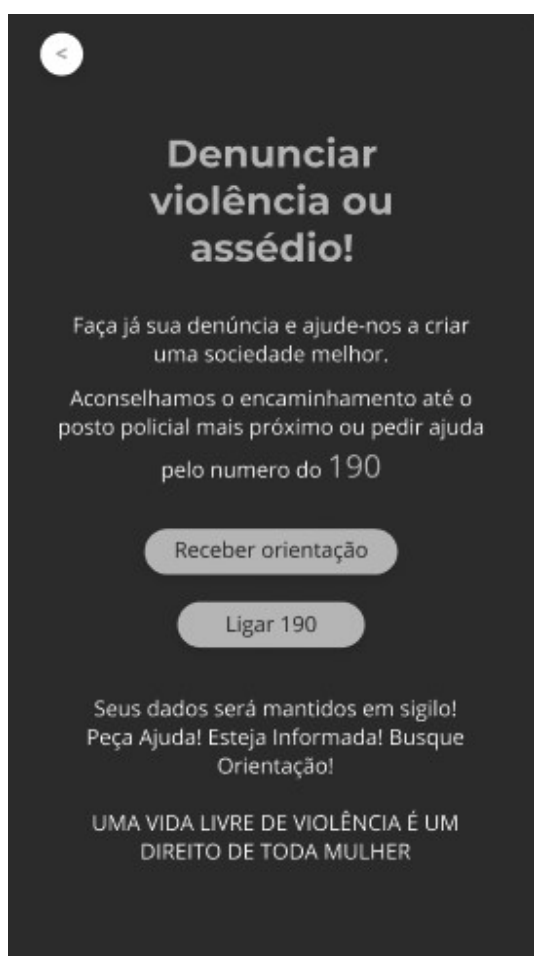 <
Denunciar
violência ou
assédio!
Faça já sua denúncia e ajude-nos a criar
uma sociedade melhor.
Aconselhamos o encaminhamento até o
posto policial mais próximo ou pedir ajuda
pelo numero do 190
Receber orientação
Ligar 190
Seus dados será mantidos em sigilo!
Peça Ajuda! Esteja Informada! Busque
Orientação!
UMA VIDA LIVRE DE VIOLÊNCIA É UM
DIREITO DE TODA MULHER